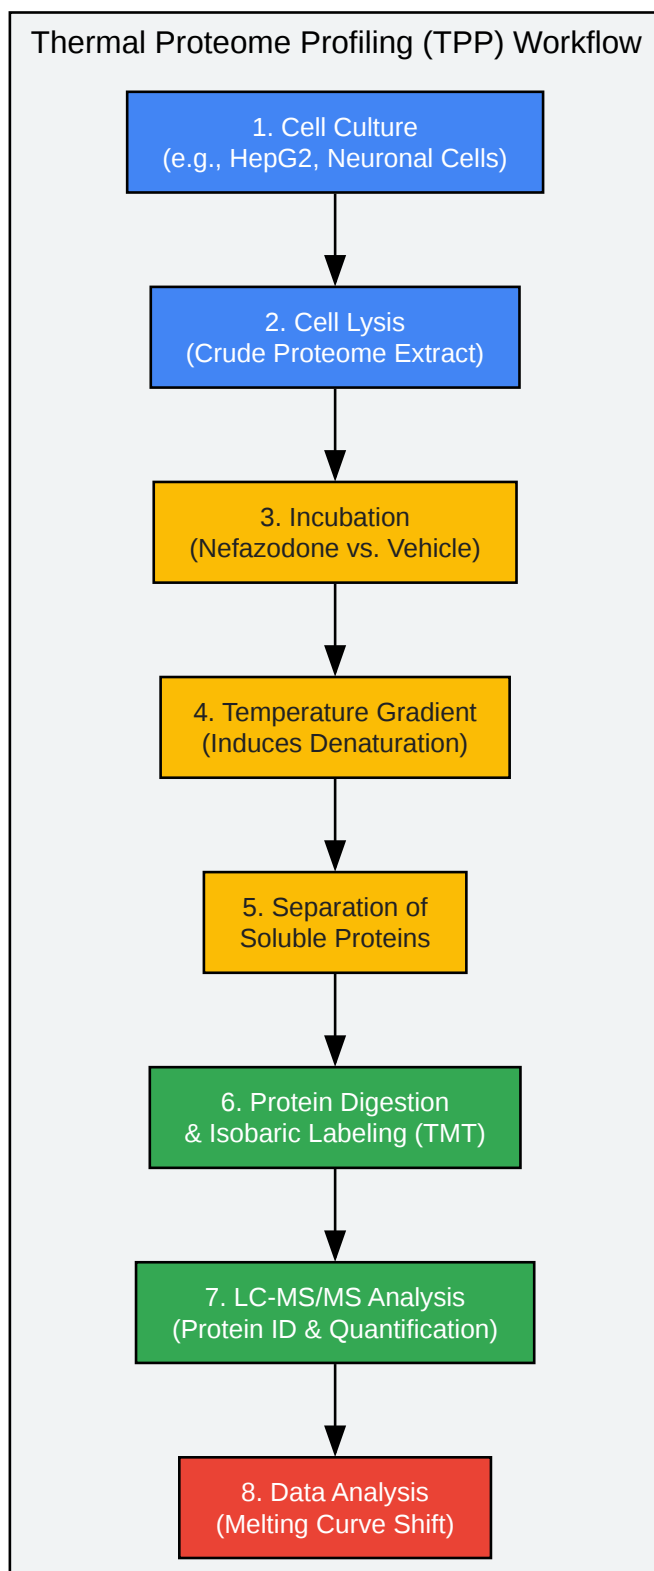 Thermal Proteome Profiling (TPP) Workflow
1. Cell Culture
(e.g., HepG2, Neuronal Cells)
2. Cell Lysis
(Crude Proteome Extract)
3. Incubation
(Nefazodone vs. Vehicle)
4. Temperature Gradient
(Induces Denaturation)
5. Separation of
Soluble Proteins
6. Protein Digestion
& Isobaric Labeling (TMT)
7. LC-MS/MS Analysis
(Protein ID & Quantification)
8. Data Analysis
(Melting Curve Shift)